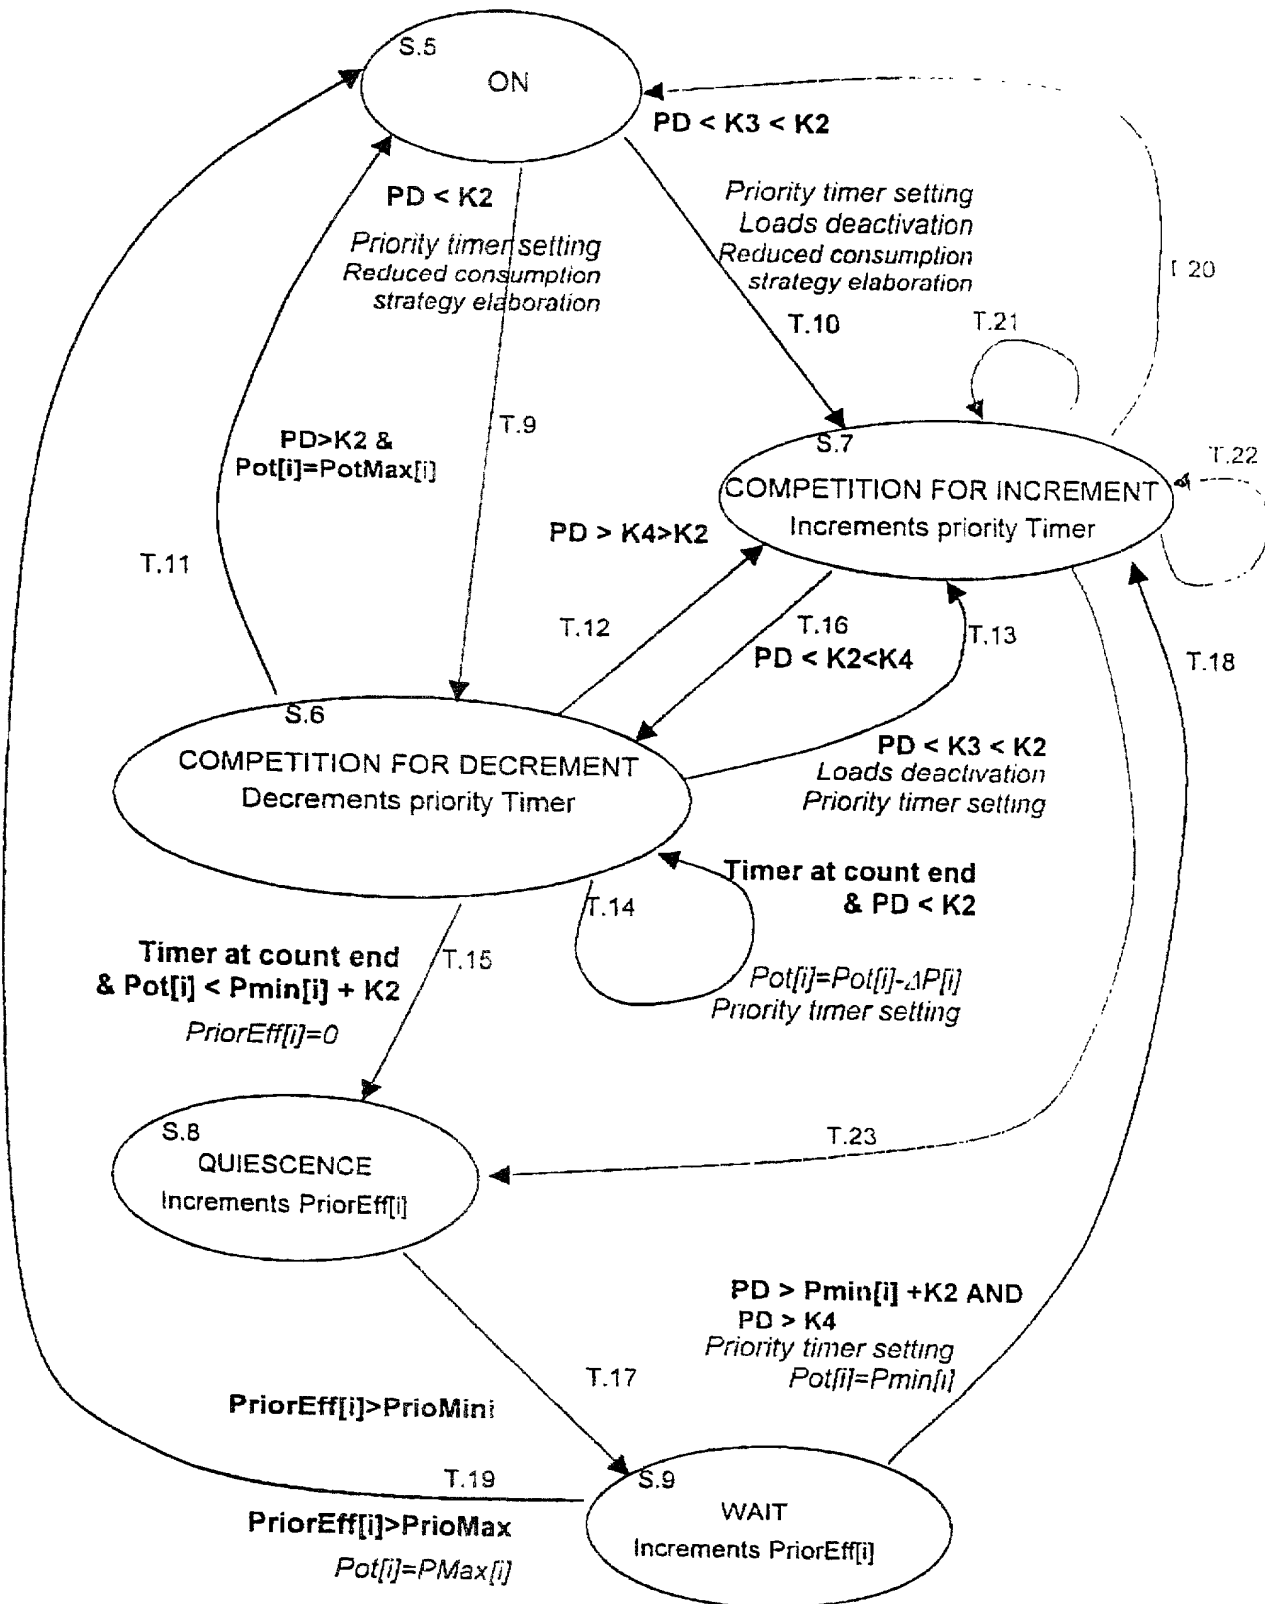 S.5
ON
PD < K3 < K2
PD < K2
Priority timer setting
Reduced consumption
strategy elaboration
Priority timer setting
Loads deactivation
Reduced consumption
strategy elaboration
T.10
T.20
T.21
T.9
PD>K2 &
Pot[i]=PotMax[i]
T.11
S.7
COMPETITION FOR INCREMENT
Increments priority Timer
T.22
PD > K4>K2
T.12
T.16
PD < K2<K4
T.13
T.18
S.6
COMPETITION FOR DECREMENT
Decrements priority Timer
PD < K3 < K2
Loads deactivation
Priority timer setting
Timer at count end
& PD < K2
T.14
Pot[i]=Pot[i]-ΔP[i]
Priority timer setting
Timer at count end
& Pot[i] < Pmin[i] + K2
T.15
PriorEff[i]=0
S.8
QUIESCENCE
Increments PriorEff[i]
T.23
PD > Pmin[i] +K2 AND
PD > K4
Priority timer setting
Pot[i]=Pmin[i]
T.17
PriorEff[i]>PrioMini
T.19
PriorEff[i]>PrioMax
Pot[i]=PMax[i]
S.9
WAIT
Increments PriorEff[i]